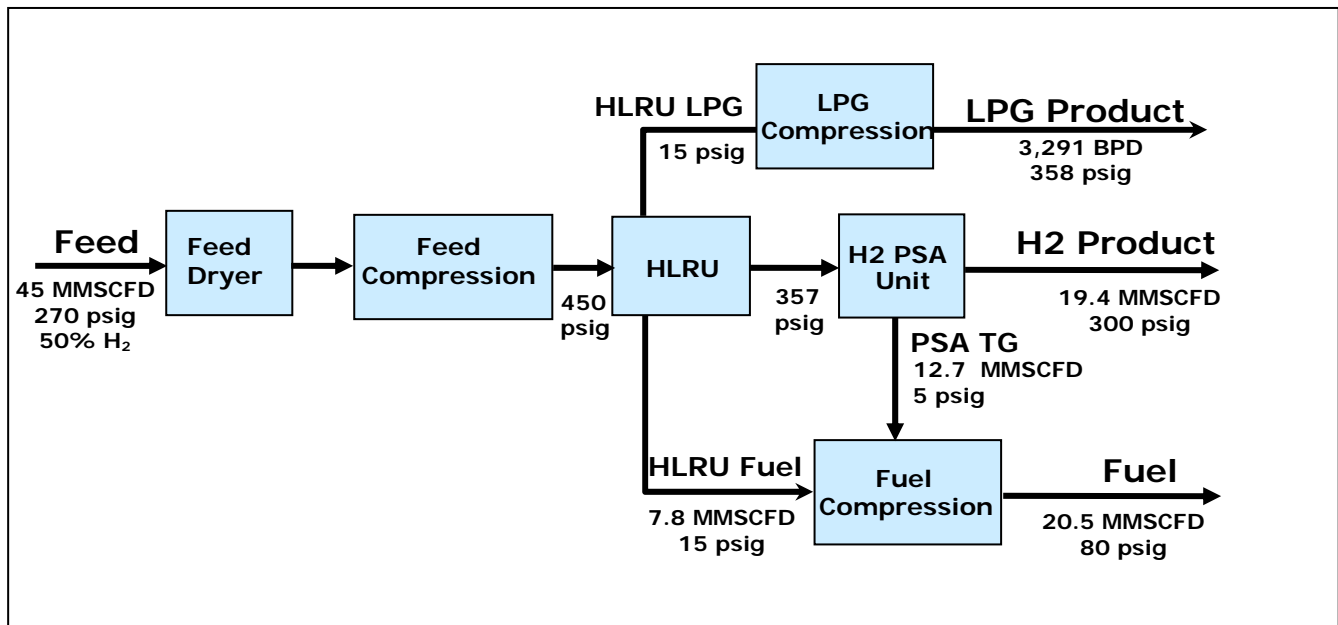 HLRU LPG
15 psig
LPG
Compression
LPG Product
3,291 BPD
358 psig
Feed
45 MMSCFD
270 psig
50% H₂
Feed
Dryer
Feed
Compression
450
psig
HLRU
357
psig
H2 PSA
Unit
H2 Product
19.4 MMSCFD
300 psig
PSA TG
12.7 MMSCFD
5 psig
HLRU Fuel
7.8 MMSCFD
15 psig
Fuel
Compression
Fuel
20.5 MMSCFD
80 psig